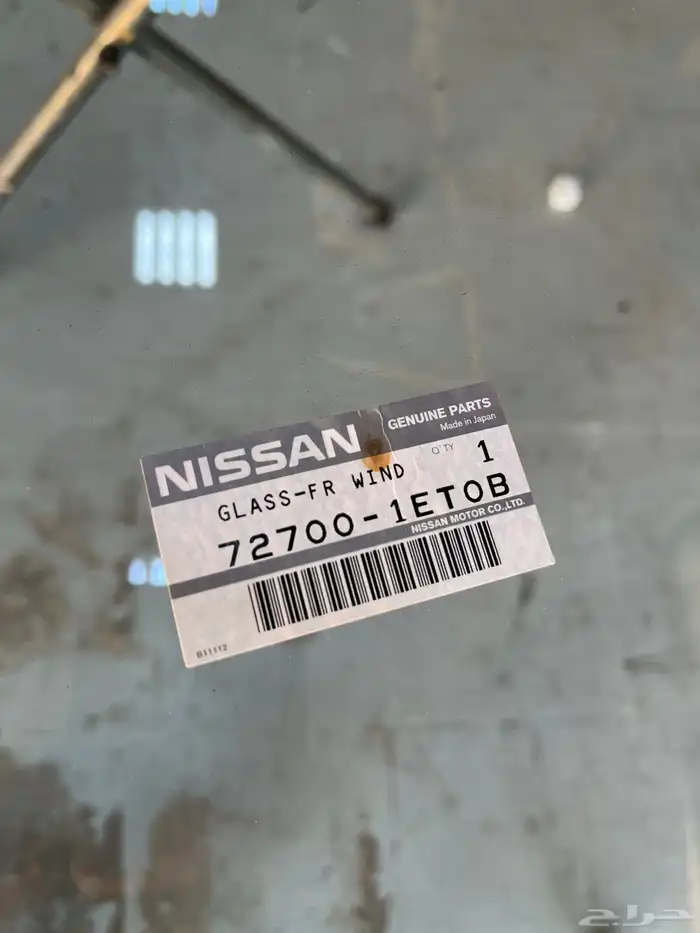 NISSAN
GENUINE PARTS
Made in Japan
GLASS-FR WIND
Q'TY 1
72700-1ET0B
NISSAN MOTOR CO.,LTD.
B11112
حراج